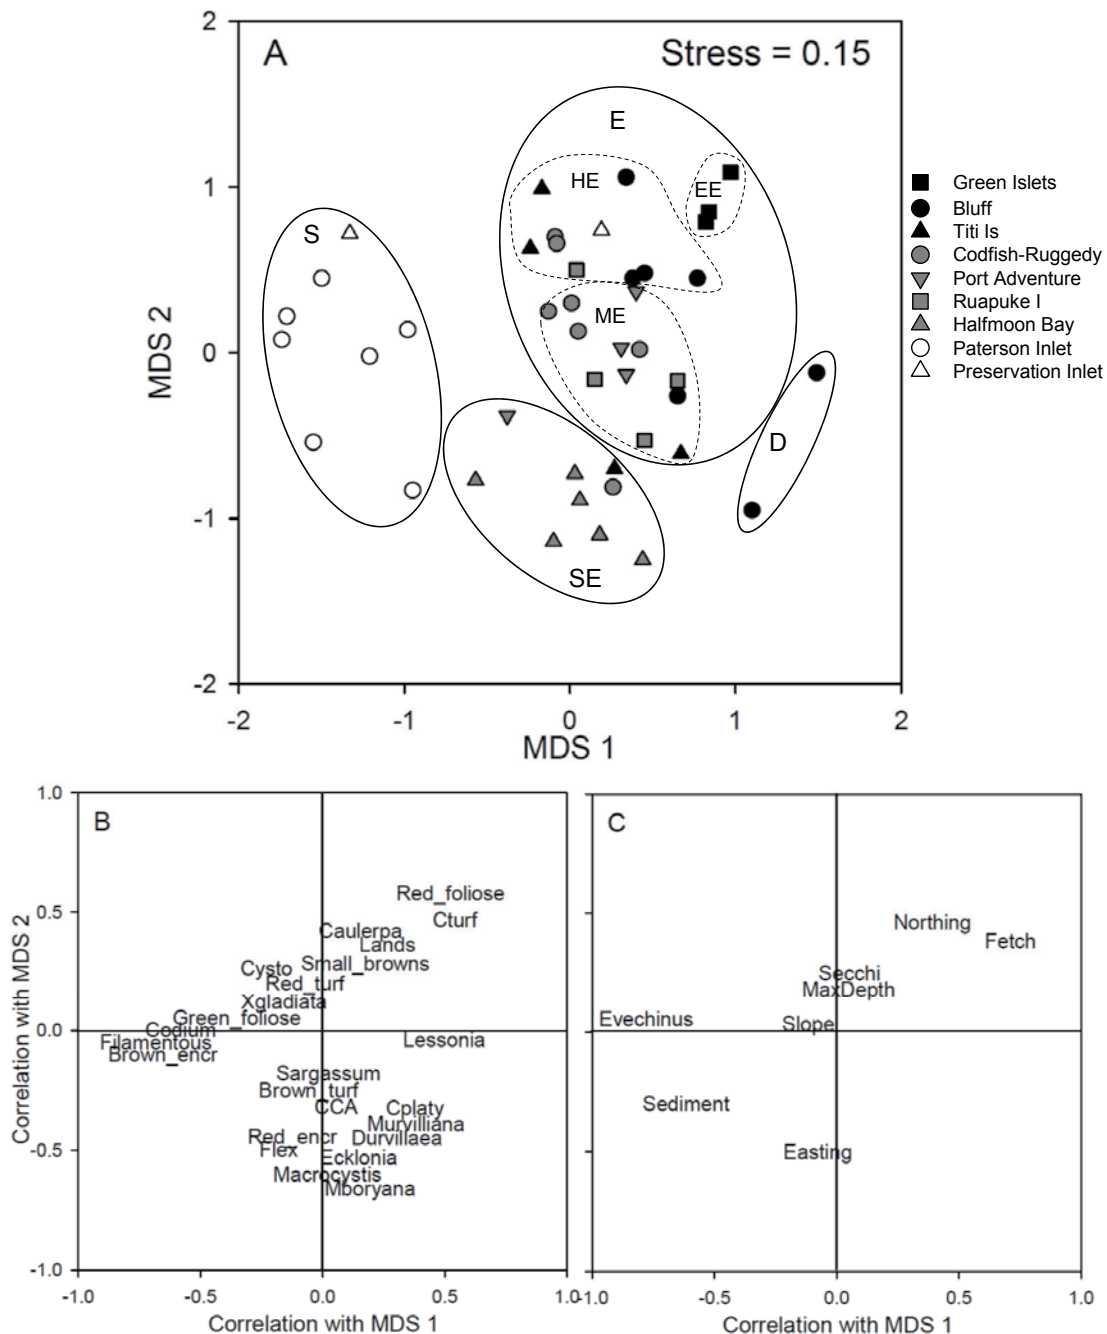 A
Stress = 0.15
E
HE
EE
S
ME
D
SE
2
1
0
-1
-2
MDS 2
-2
-1
0
1
2
MDS 1
Green Islets
Bluff
Titi Is
Codfish-Ruggedy
Port Adventure
Ruapuke I
Halfmoon Bay
Paterson Inlet
Preservation Inlet
B
1.0
0.5
0.0
-0.5
-1.0
Correlation with MDS 2
Red_foliose
Cturf
Caulerpa
Lands
Small_browns
Cysto
Red_turf
Xgladiata
Green_foliose
Codium
Filamentous
Brown_encr
Lessonia
Sargassum
Brown_turf
CCA
Cplaty
Murvilliana
Durvillaea
Red_encr
Flex
Ecklonia
Macrocystis
Mboryana
-1.0
-0.5
0.0
0.5
1.0
Correlation with MDS 1
C
Northing
Fetch
Secchi
MaxDepth
Evechinus
Slope
Sediment
Easting
-1.0
-0.5
0.0
0.5
1.0
Correlation with MDS 1